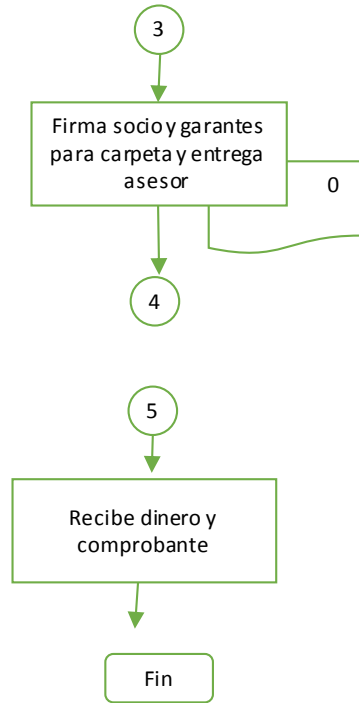 3
Firma socio y garantes
para carpeta y entrega
asesor
0
4
5
Recibe dinero y
comprobante
Fin